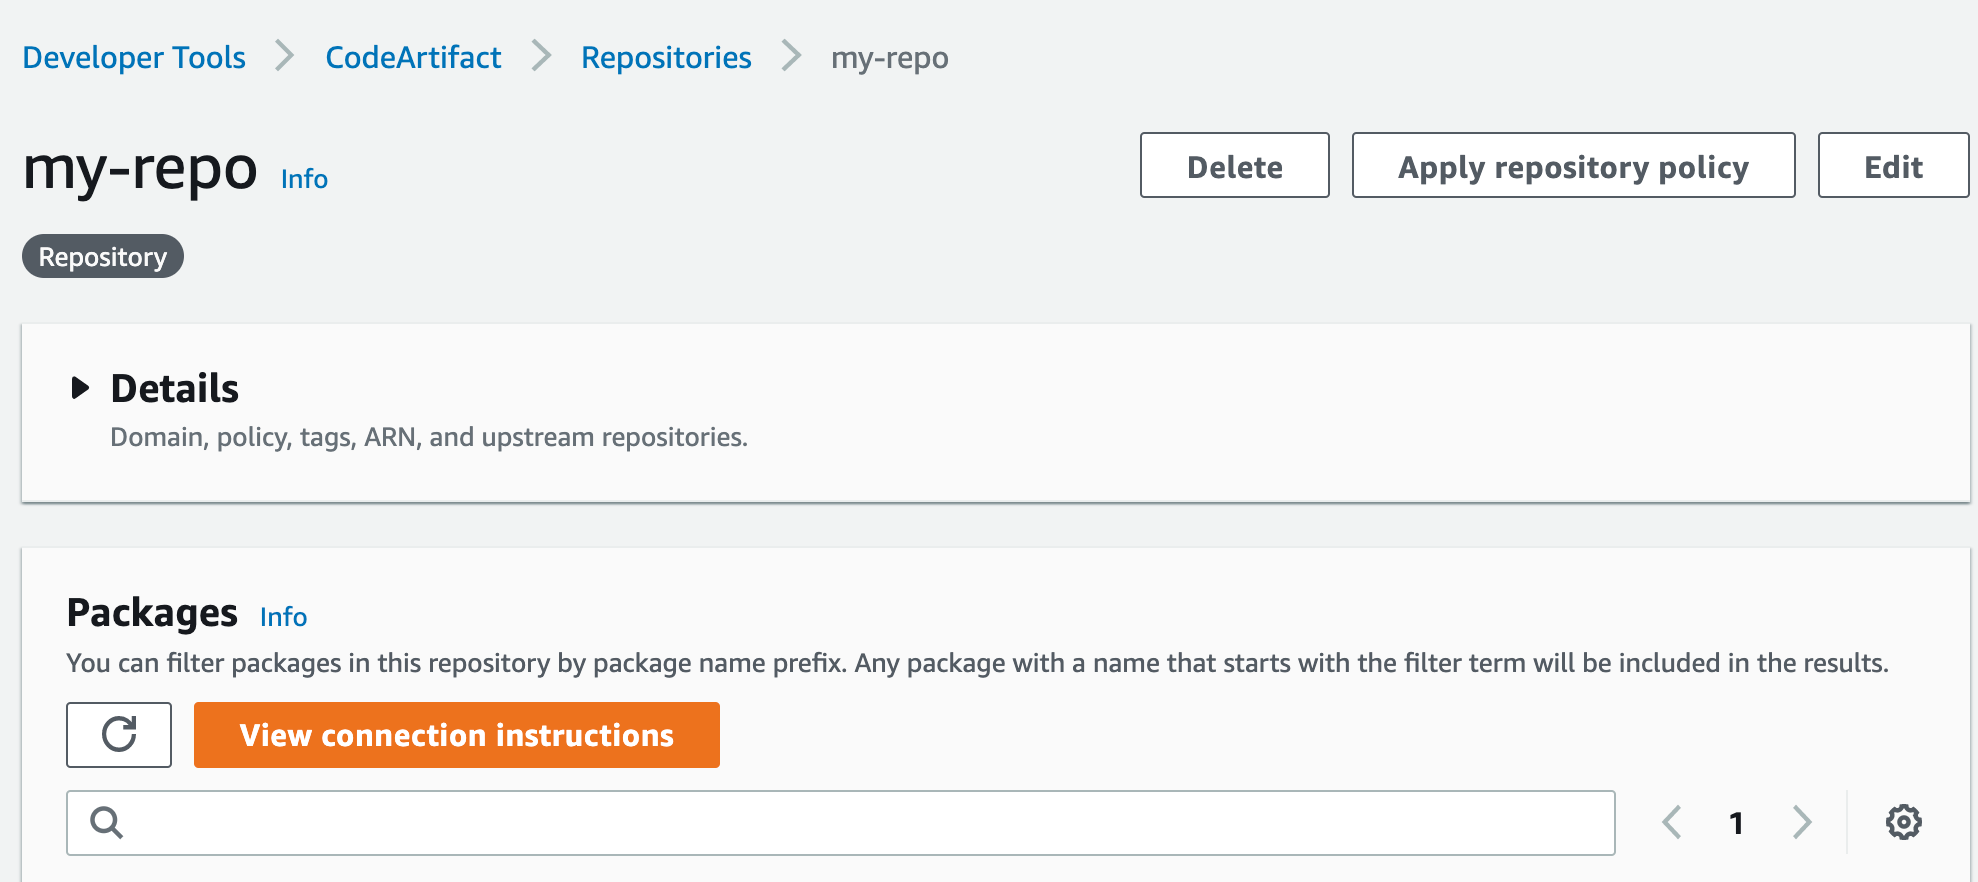 Developer Tools > CodeArtifact > Repositories > my-repo
my-repo Info
Delete Apply repository policy Edit
Repository
Details
Domain, policy, tags, ARN, and upstream repositories.
Packages Info
You can filter packages in this repository by package name prefix. Any package with a name that starts with the filter term will be included in the results.
View connection instructions
1